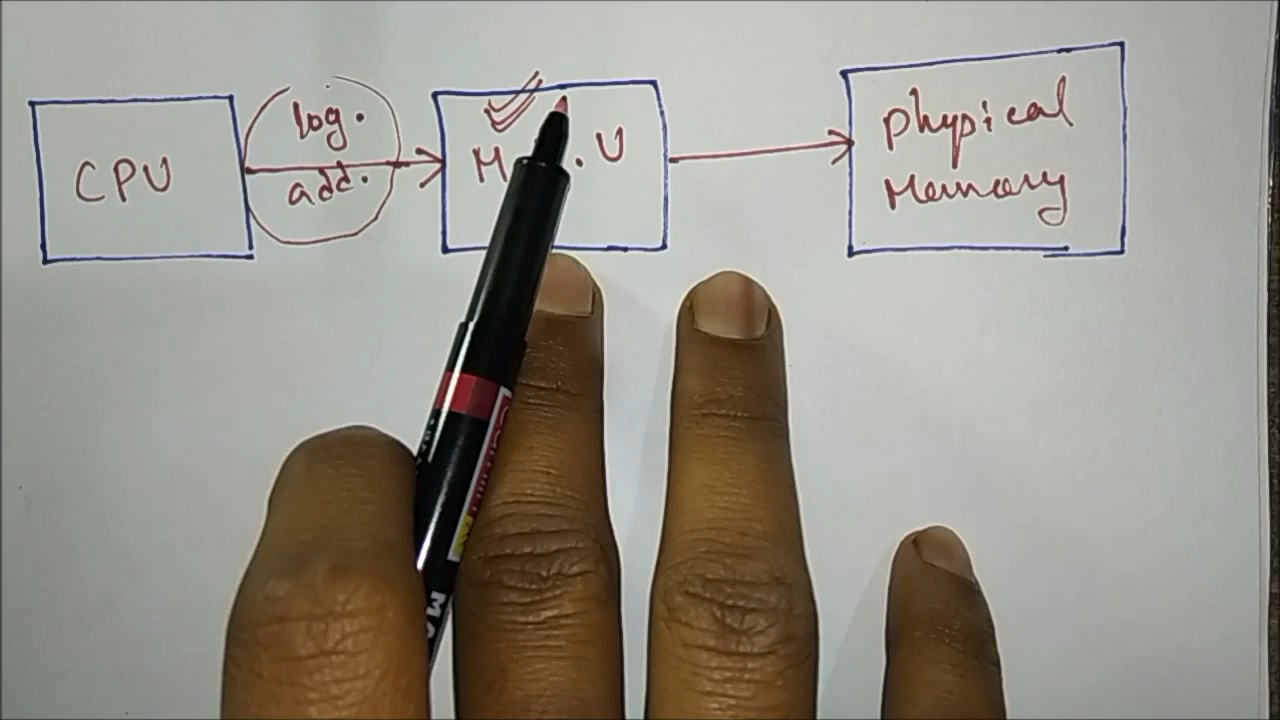 CPU
log.
add.
M . U
Physical
Memory